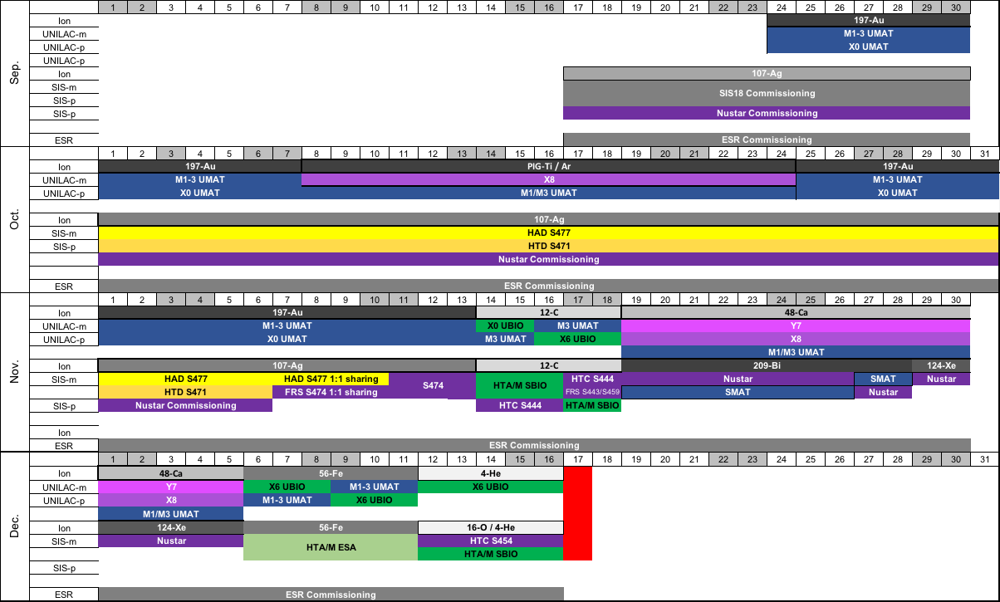 1 2 3 4 5 6 7 8 9 10 11 12 13 14 15 16 17 18 19 20 21 22 23 24 25 26 27 28 29 30
Sep.
Ion 197-Au
UNILAC-m M1-3 UMAT
UNILAC-p X0 UMAT
UNILAC-p
Ion 107-Ag
SIS-m
SIS18 Commissioning
SIS-p
SIS-p Nustar Commissioning
ESR ESR Commissioning
1 2 3 4 5 6 7 8 9 10 11 12 13 14 15 16 17 18 19 20 21 22 23 24 25 26 27 28 29 30 31
Oct.
Ion 197-Au PIG-Ti / Ar 197-Au
UNILAC-m M1-3 UMAT X8 M1-3 UMAT
UNILAC-p X0 UMAT M1/M3 UMAT X0 UMAT
Ion 107-Ag
SIS-m HAD S477
SIS-p HTD S471
Nustar Commissioning
ESR ESR Commissioning
1 2 3 4 5 6 7 8 9 10 11 12 13 14 15 16 17 18 19 20 21 22 23 24 25 26 27 28 29 30
Nov.
Ion 197-Au 12-C 48-Ca
UNILAC-m M1-3 UMAT X0 UBIO M3 UMAT Y7
UNILAC-p X0 UMAT M3 UMAT X6 UBIO X8
M1/M3 UMAT
Ion 107-Ag 12-C 209-Bi 124-Xe
SIS-m HAD S477 HAD S477 1:1 sharing HTC S444 Nustar SMAT Nustar
S474 HTA/M SBIO
HTD S471 FRS S474 1:1 sharing FRS S443/S459 SMAT Nustar
SIS-p Nustar Commissioning HTC S444 HTA/M SBIO
Ion
ESR ESR Commissioning
1 2 3 4 5 6 7 8 9 10 11 12 13 14 15 16 17 18 19 20 21 22 23 24 25 26 27 28 29 30 31
Dec.
Ion 48-Ca 56-Fe 4-He
UNILAC-m Y7 X6 UBIO M1-3 UMAT X6 UBIO
UNILAC-p X8 M1-3 UMAT X6 UBIO
M1/M3 UMAT
Ion 124-Xe 56-Fe 16-O / 4-He
SIS-m Nustar HTC S454
HTA/M ESA
HTA/M SBIO
SIS-p
ESR ESR Commissioning